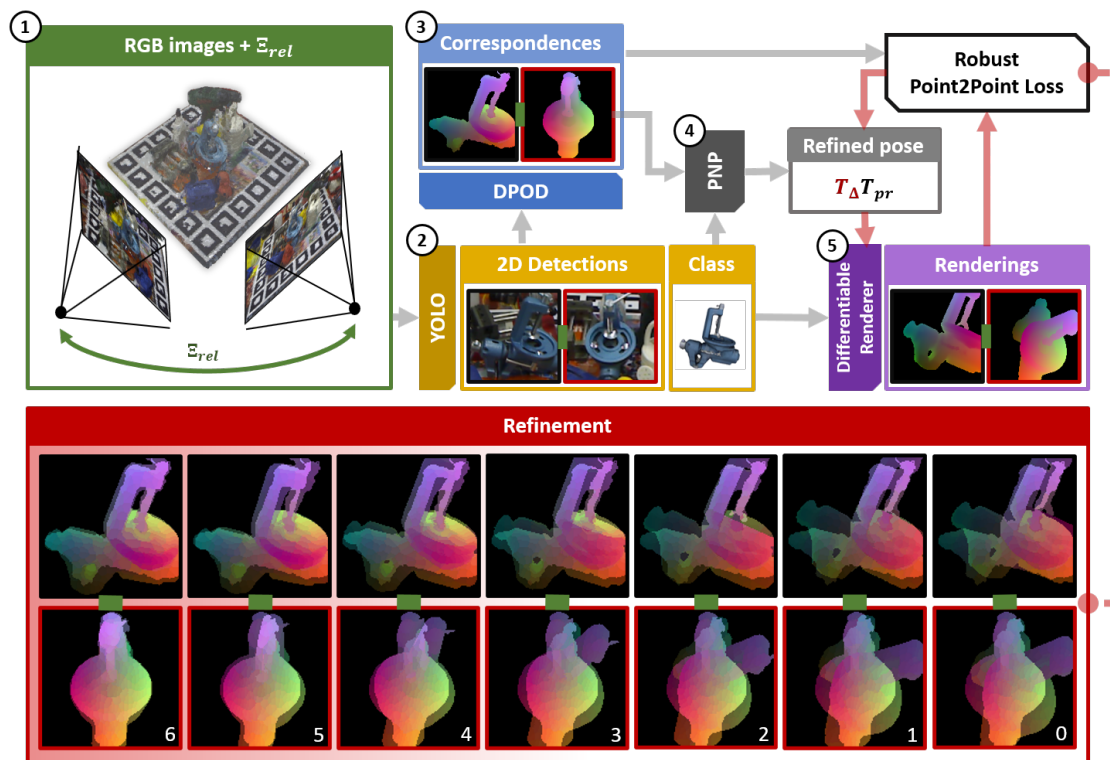 1
RGB images + Ξrel
Ξrel
3
Correspondences
DPOD
2
YOLO
2D Detections
Class
4
PNP
Robust
Point2Point Loss
Refined pose
TΔTpr
5
Differentiable
Renderer
Renderings
Refinement
6
5
4
3
2
1
0